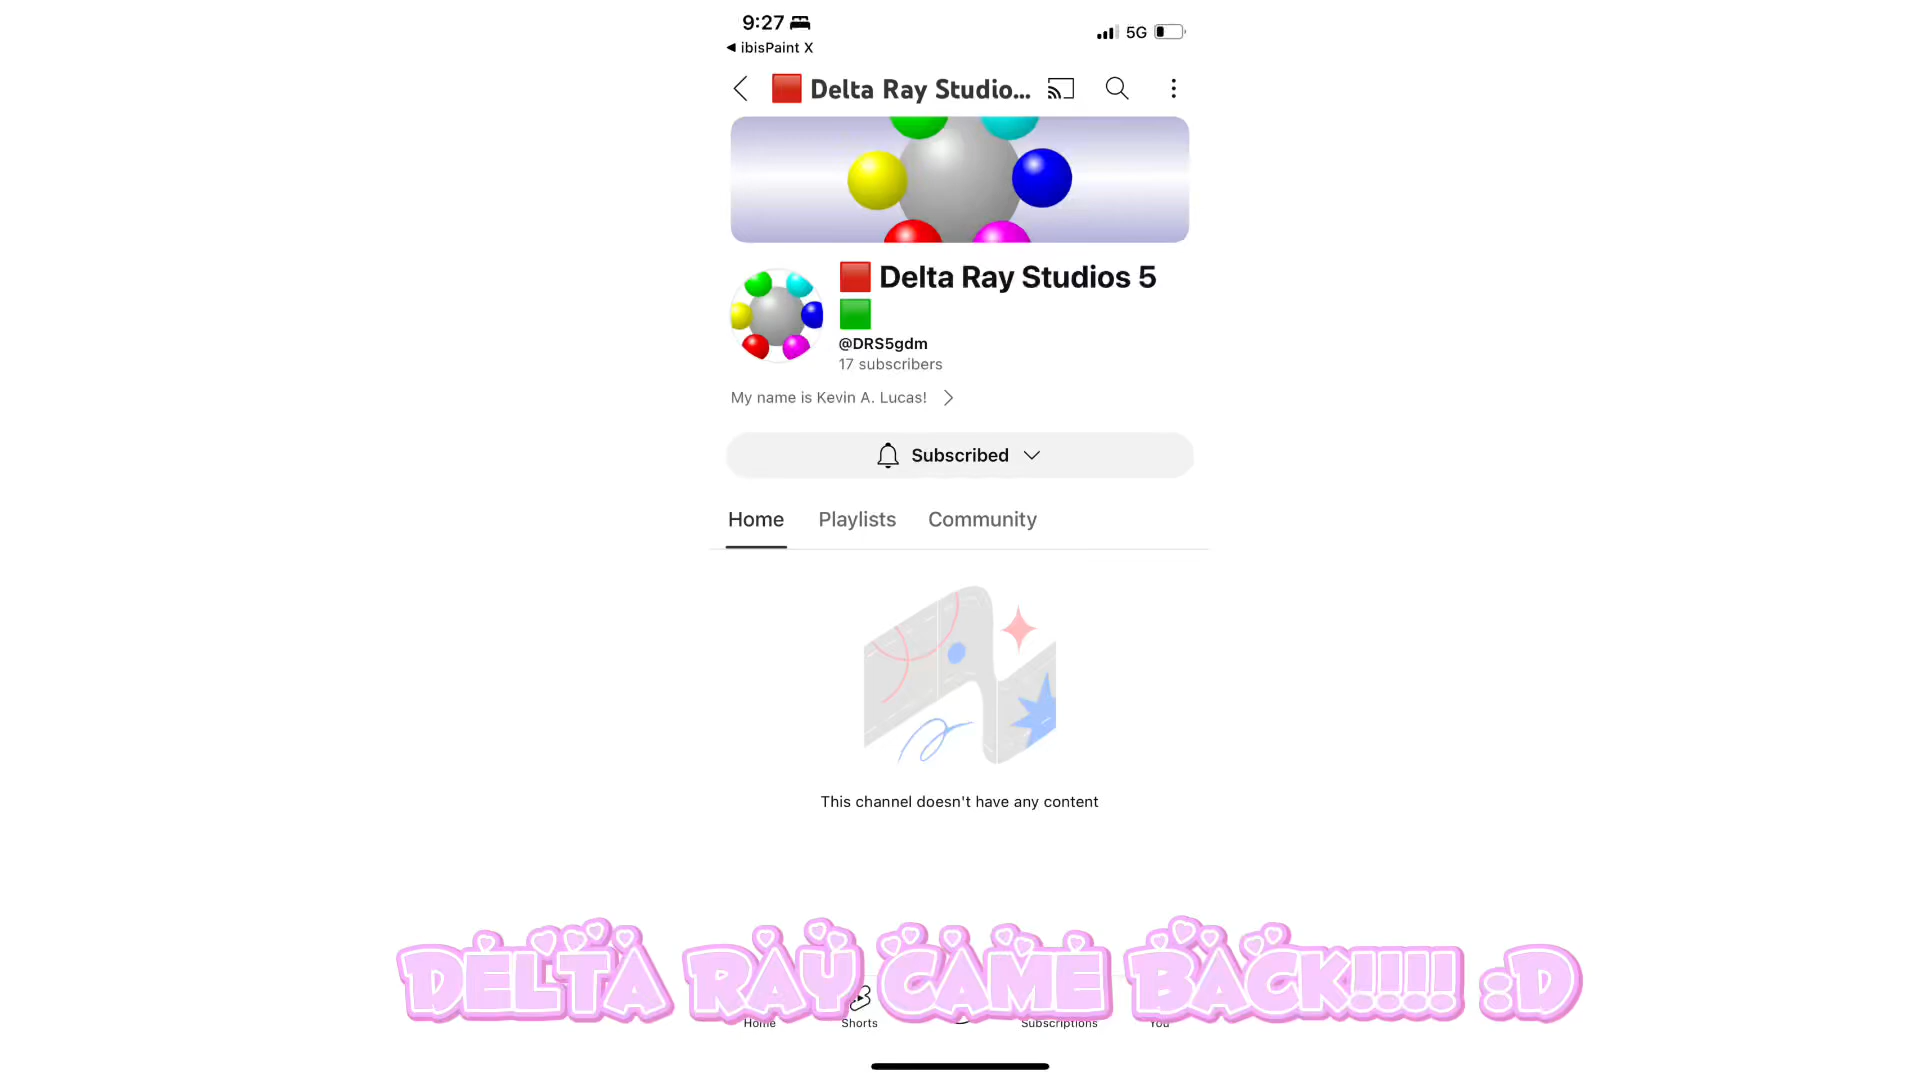 9:27
5G
ibisPaint X
Delta Ray Studio...
Delta Ray Studios 5
@DRS5gdm
17 subscribers
My name is Kevin A. Lucas!
Subscribed
Home Playlists Community
This channel doesn't have any content
DELTA RAY CAME BACK!!!! :D
Home Shorts Subscriptions You